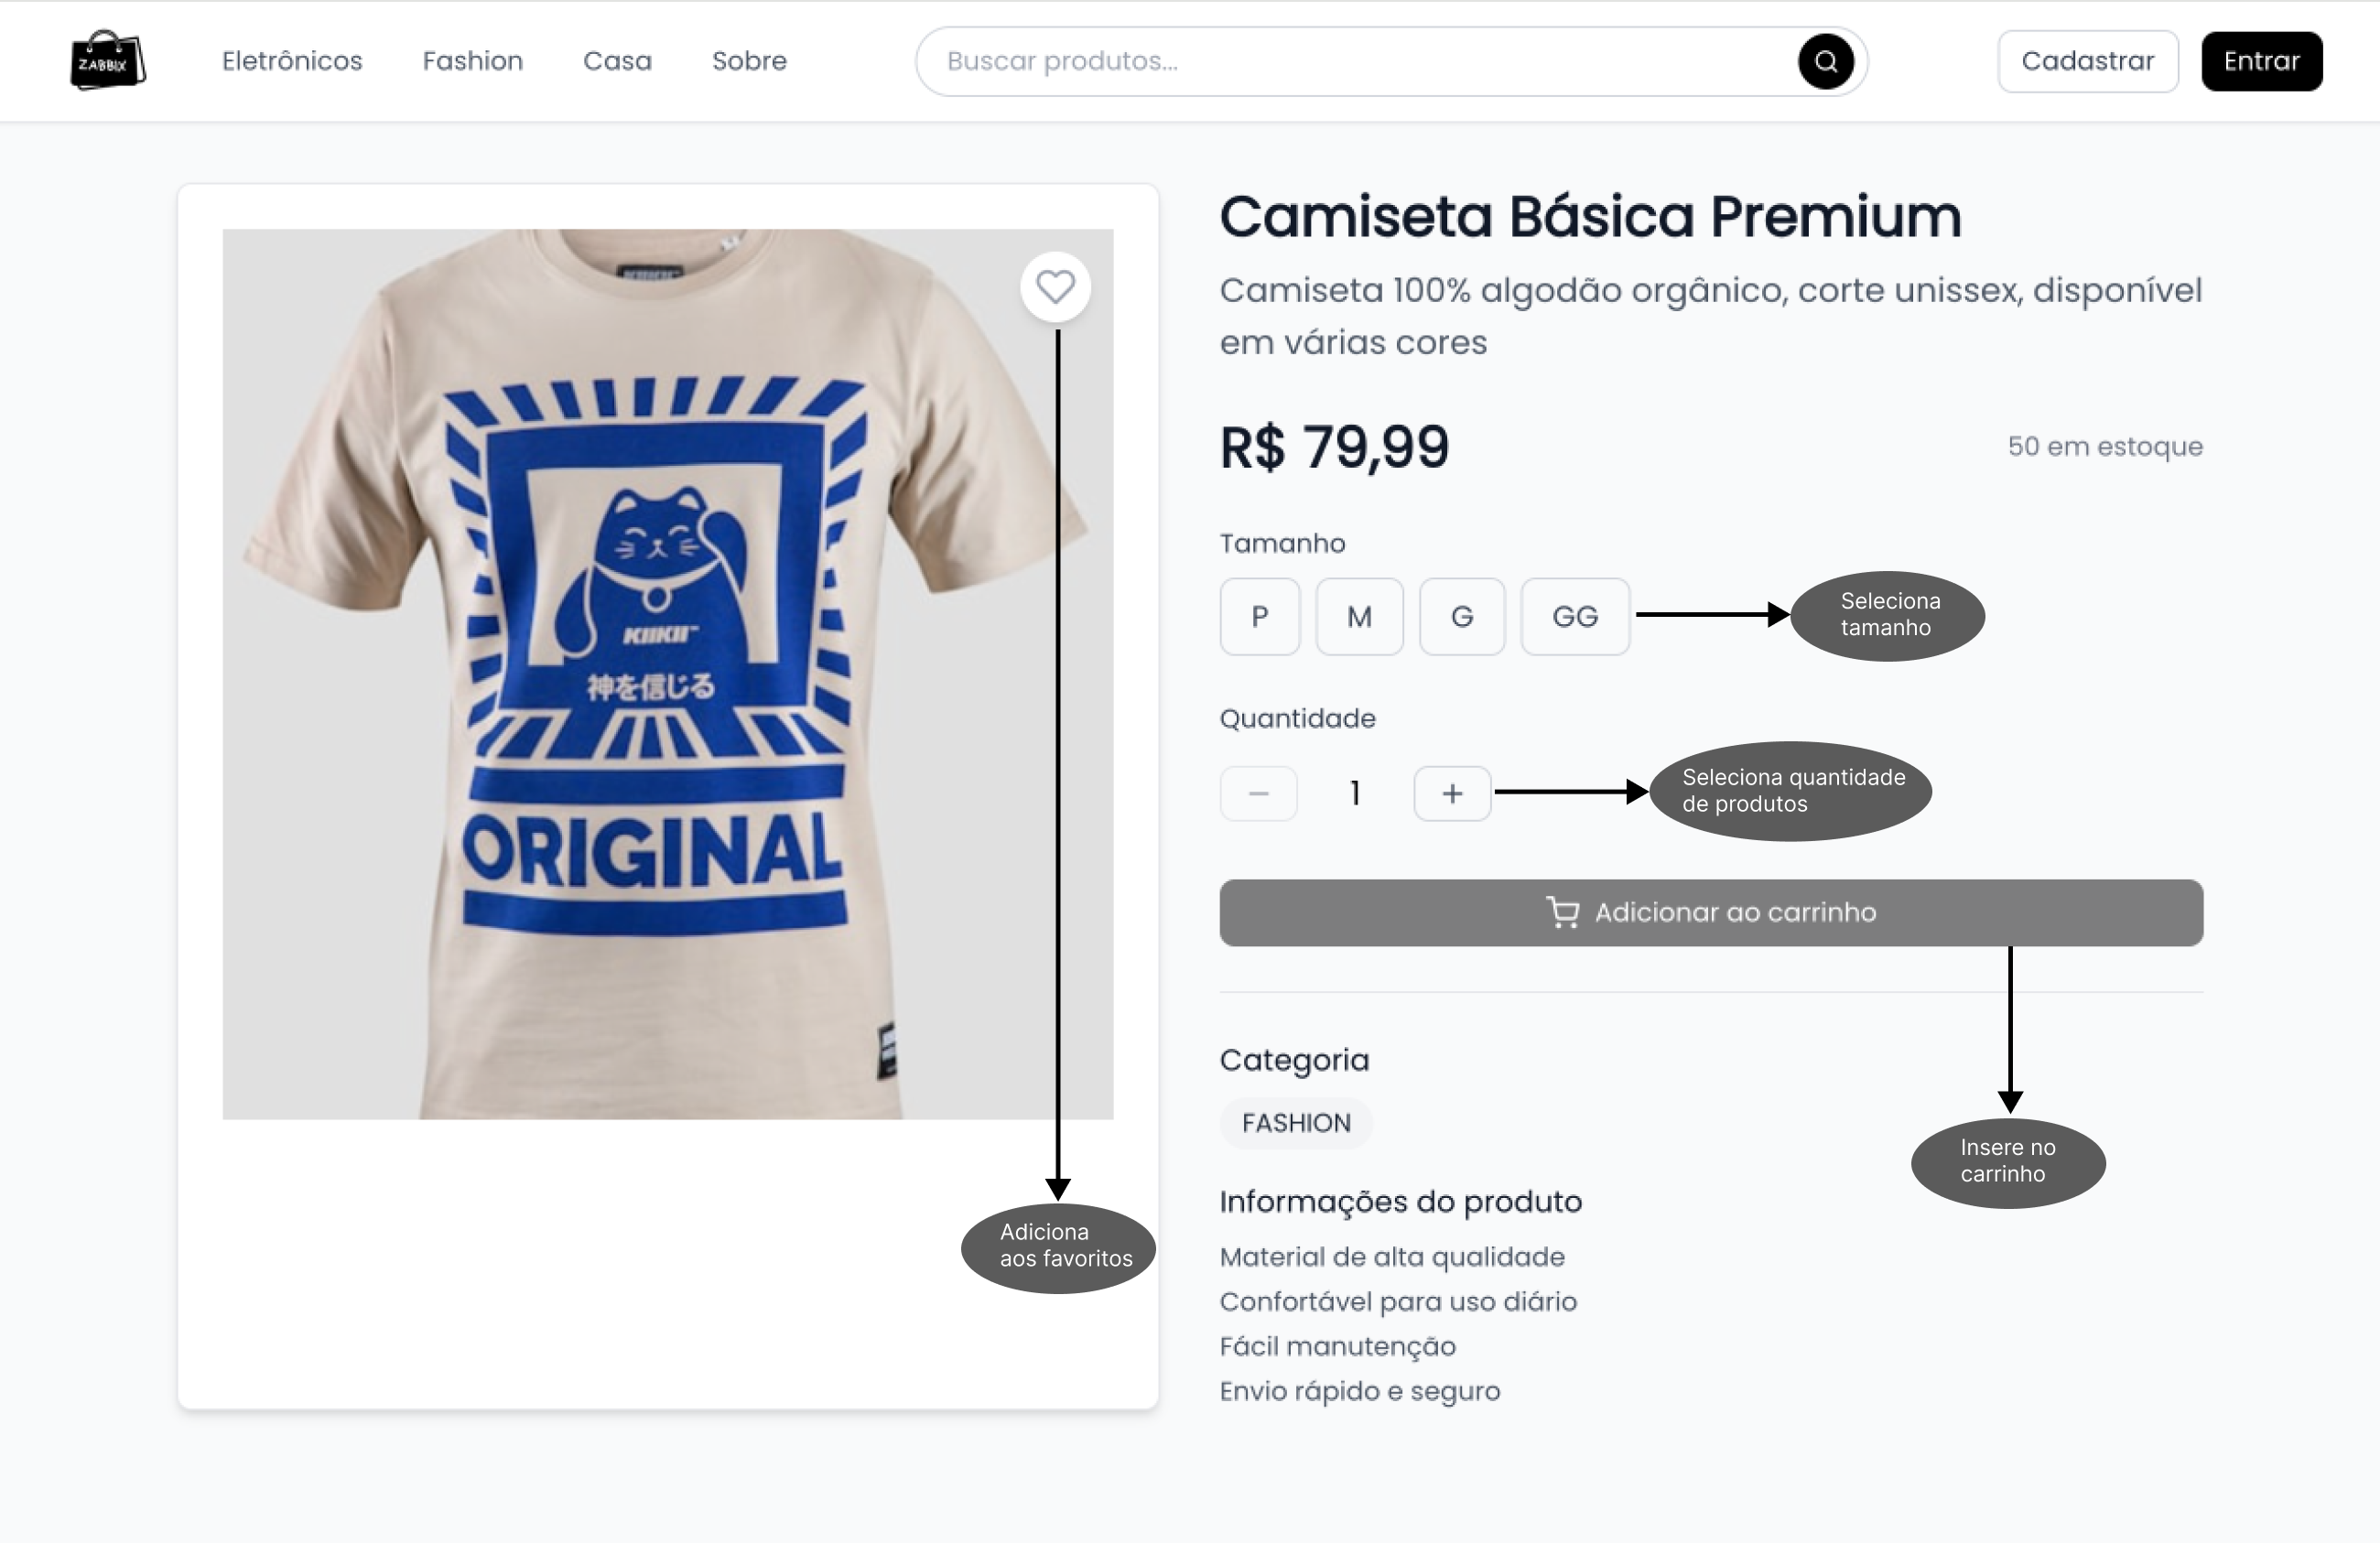 ZABBIX
Eletrônicos
Fashion
Casa
Sobre
Buscar produtos...
Cadastrar
Entrar
KIIKII
神を信じる
ORIGINAL
Adiciona
aos favoritos
Camiseta Básica Premium
Camiseta 100% algodão orgânico, corte unissex, disponível
em várias cores
R$ 79,99
50 em estoque
Tamanho
P
M
G
GG
Seleciona
tamanho
Quantidade
1
Seleciona quantidade
de produtos
Adicionar ao carrinho
Insere no
carrinho
Categoria
FASHION
Informações do produto
Material de alta qualidade
Confortável para uso diário
Fácil manutenção
Envio rápido e seguro